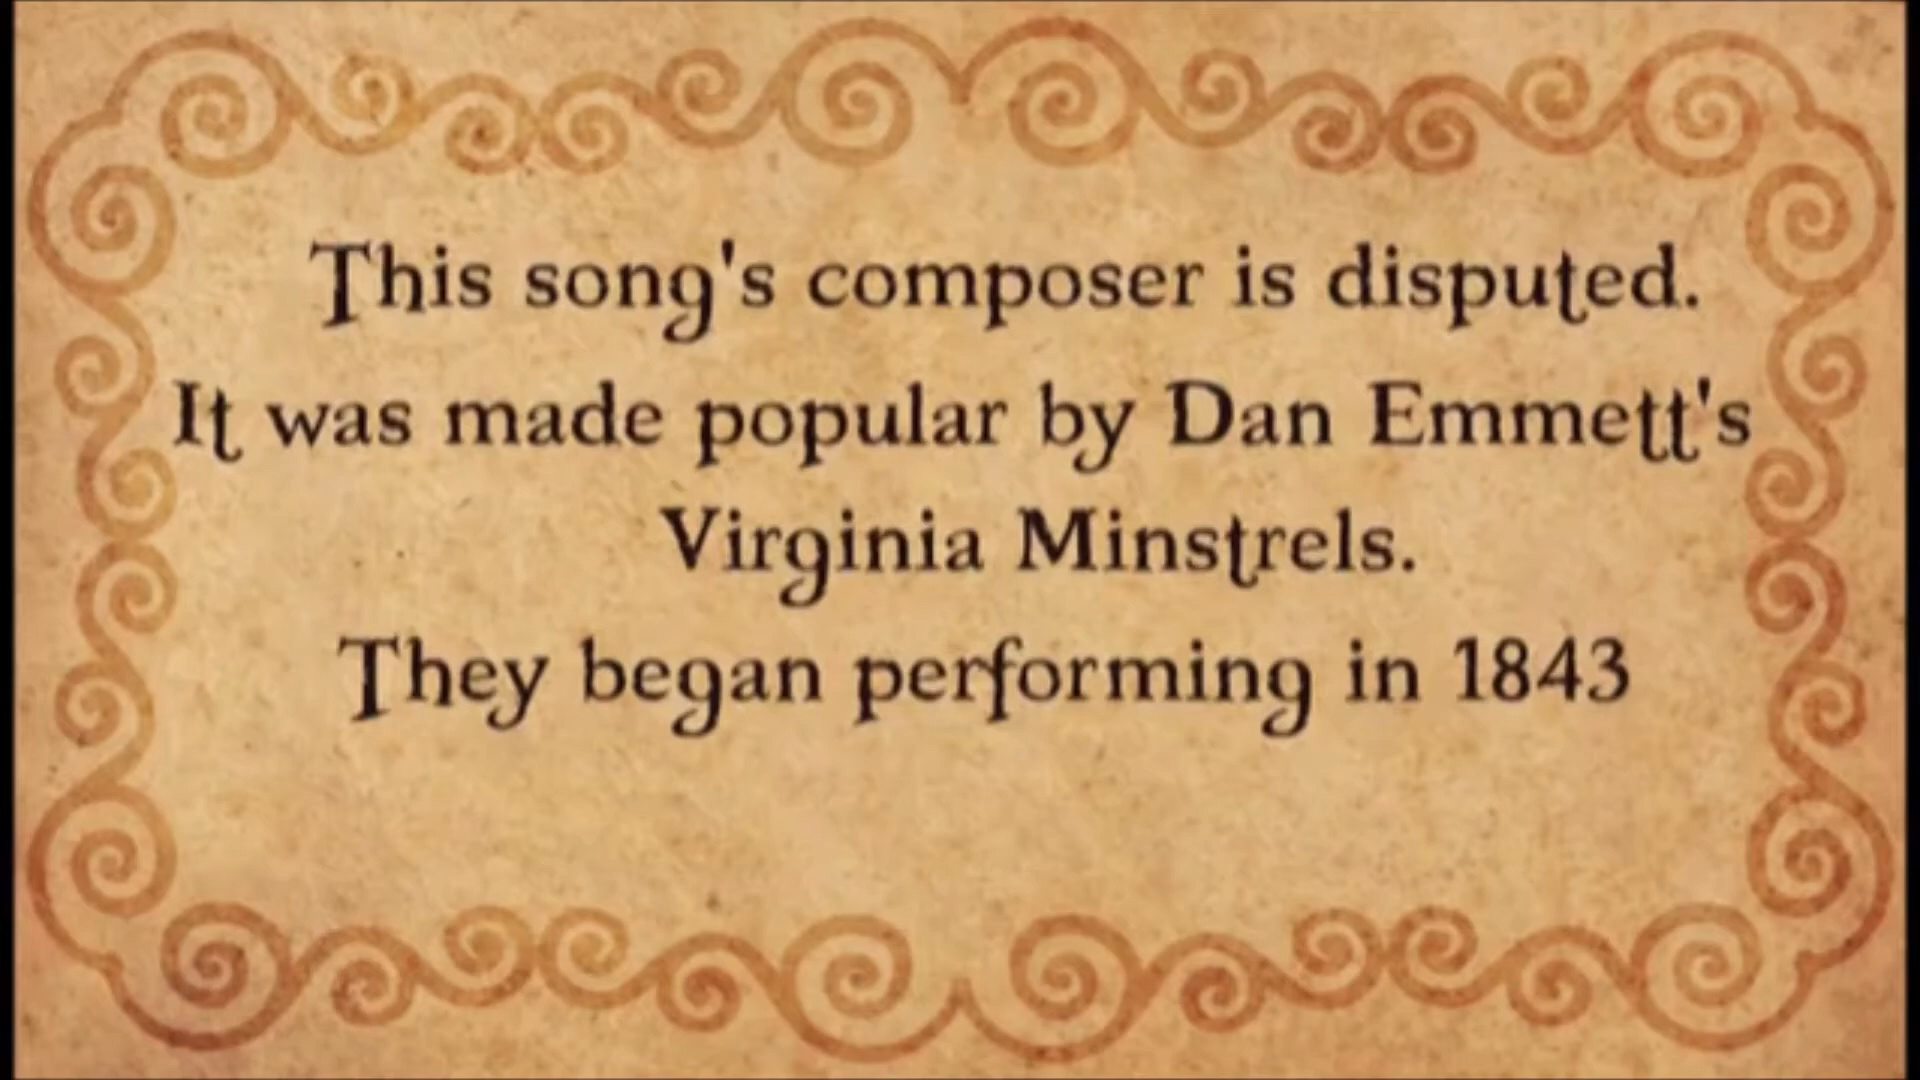 This song's composer is disputed.
It was made popular by Dan Emmett's
Virginia Minstrels.
They began performing in 1843